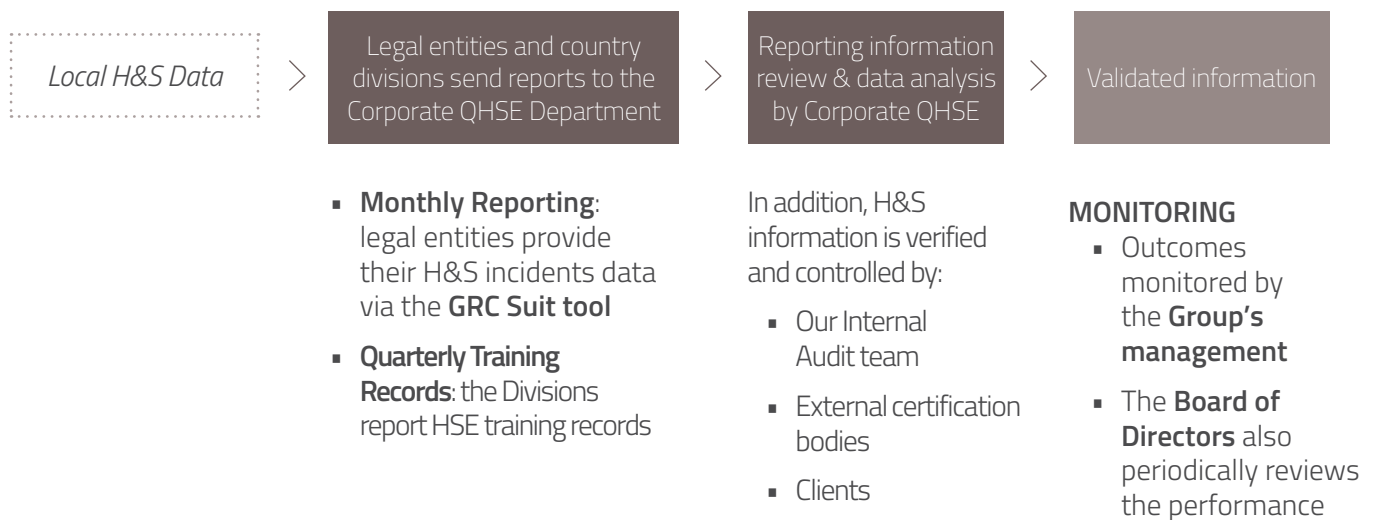 Local H&S Data
Legal entities and country
divisions send reports to the
Corporate QHSE Department
Reporting information
review & data analysis
by Corporate QHSE
Validated information
▪ Monthly Reporting:
legal entities provide
their H&S incidents data
via the GRC Suit tool
▪ Quarterly Training
Records: the Divisions
report HSE training records
In addition, H&S
information is verified
and controlled by:
▪ Our Internal
Audit team
▪ External certification
bodies
▪ Clients
MONITORING
▪ Outcomes
monitored by
the Group’s
management
▪ The Board of
Directors also
periodically reviews
the performance